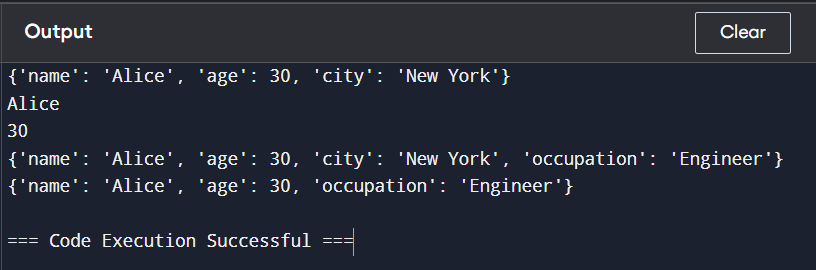 Output
Clear
{'name': 'Alice', 'age': 30, 'city': 'New York'}
Alice
30
{'name': 'Alice', 'age': 30, 'city': 'New York', 'occupation': 'Engineer'}
{'name': 'Alice', 'age': 30, 'occupation': 'Engineer'}
=== Code Execution Successful ===